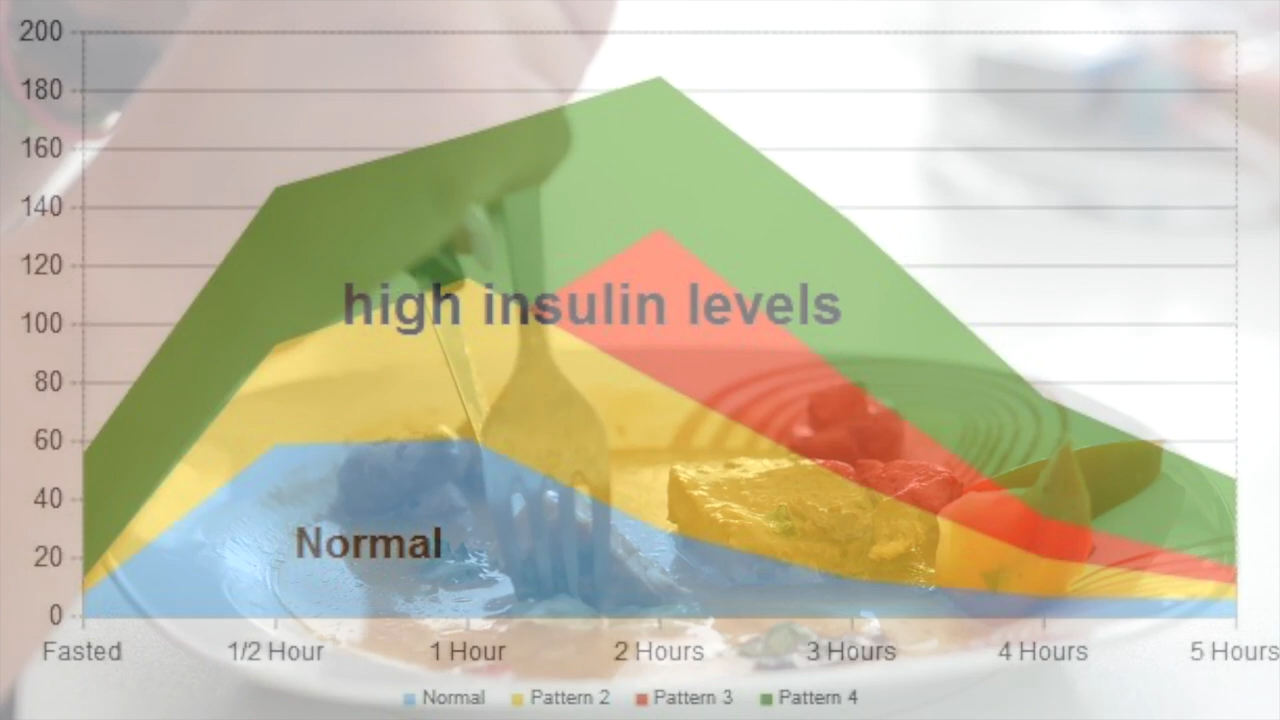 200
180
160
140
120
100
80
60
40
20
0
high insulin levels
Normal
Fasted 1/2 Hour 1 Hour 2 Hours 3 Hours 4 Hours 5 Hours
Normal Pattern 2 Pattern 3 Pattern 4